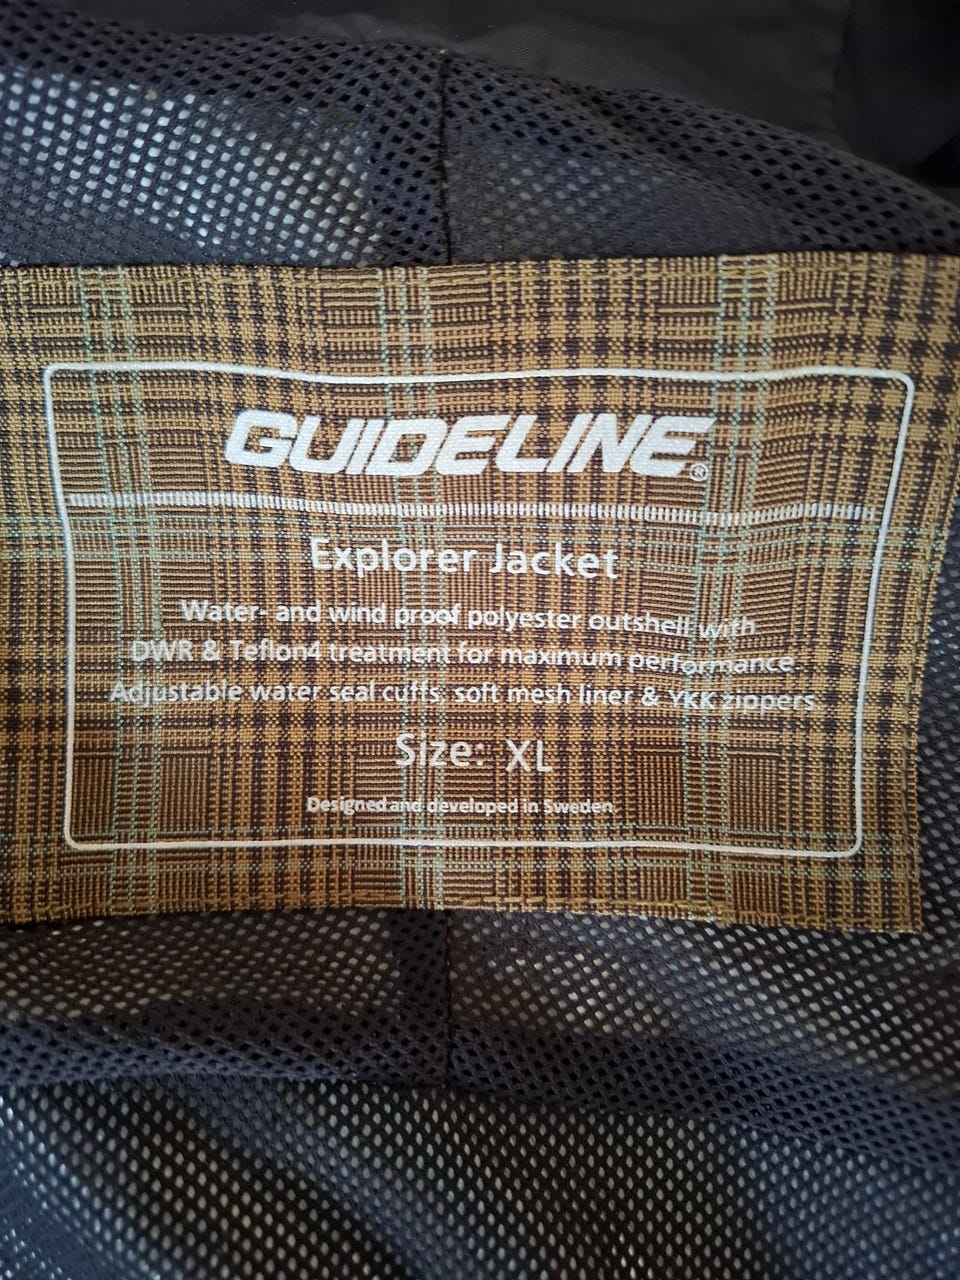 GUIDELINE®
Explorer Jacket
Water- and wind proof polyester outshell with
DWR & Teflon4 treatment for maximum performance.
Adjustable water seal cuffs, soft mesh liner & YKK zippers
Size: XL
Designed and developed in Sweden.